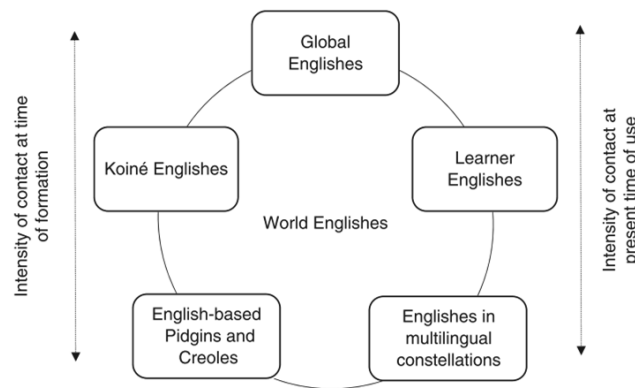 Global
Englishes
Koiné Englishes
Learner
Englishes
World Englishes
English-based
Pidgins and
Creoles
Englishes in
multilingual
constellations
Intensity of contact at time
of formation
Intensity of contact at
present time of use